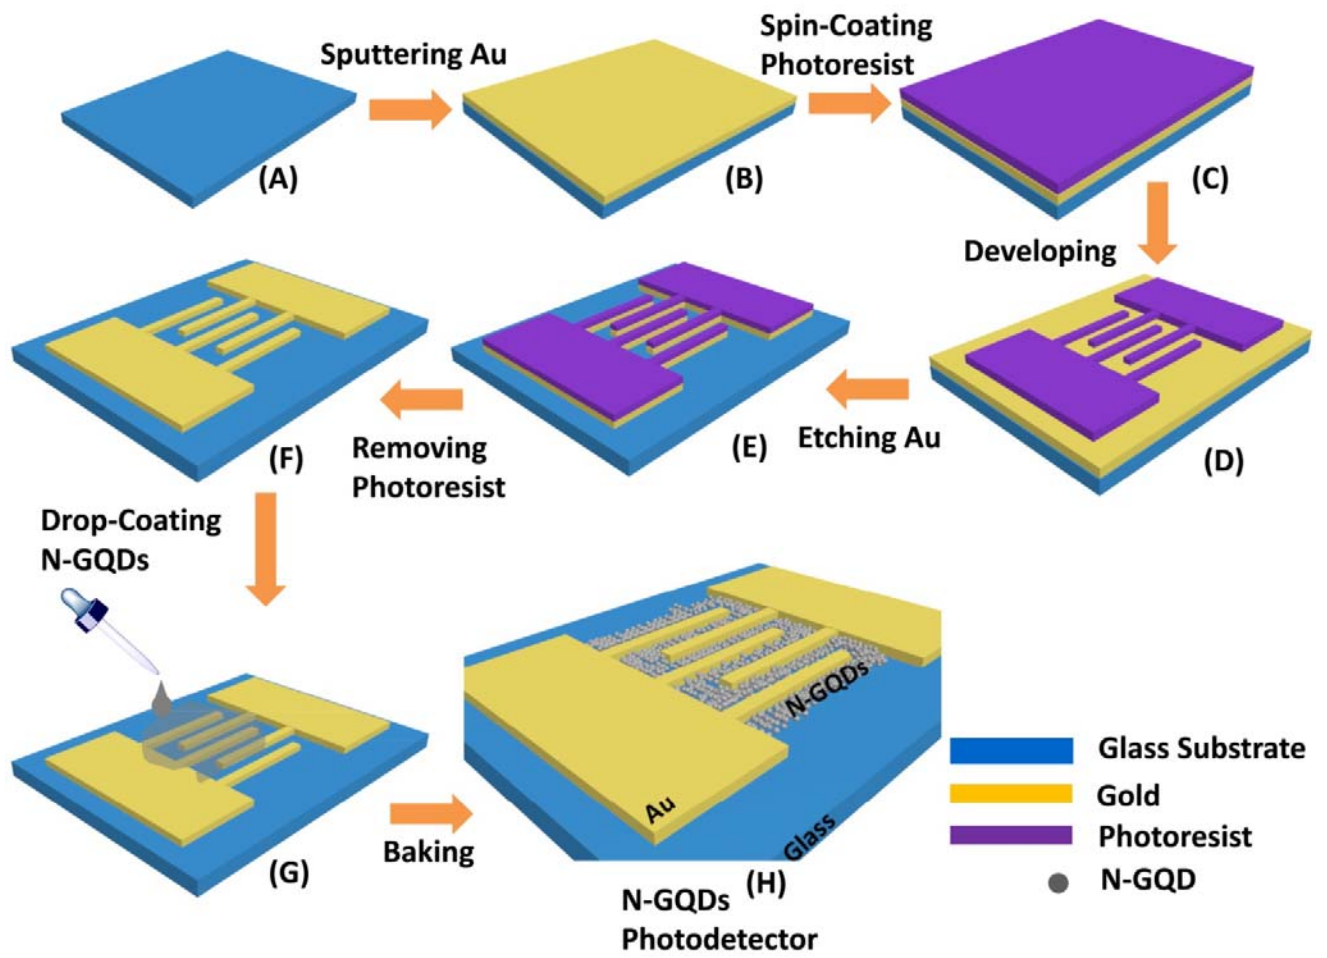 Sputtering Au
Spin-Coating
Photoresist
(A)
(B)
(C)
Developing
(D)
Etching Au
(E)
Removing
Photoresist
(F)
Drop-Coating
N-GQDs
(G)
Baking
N-GQDs
Au
Glass
(H)
N-GQDs
Photodetector
Glass Substrate
Gold
Photoresist
N-GQD